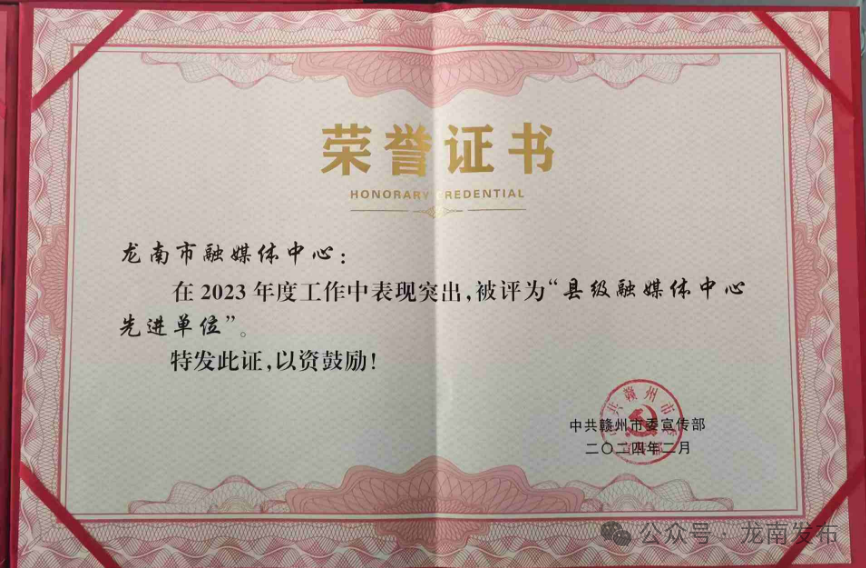 荣誉证书
HONORARY CREDENTIAL
龙南市融媒体中心：
在2023年度工作中表现突出，被评为“县级融媒体中心
先进单位”。
特发此证，以资鼓励！
中共赣州市委宣传部
二〇二四年二月
公众号·龙南发布